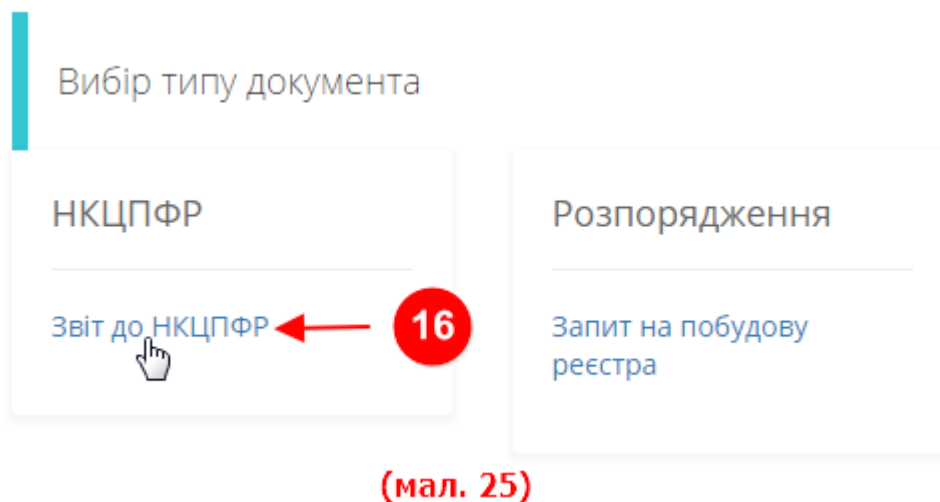 Вибір типу документа
НКЦПФР
Звіт до НКЦПФР
16
Розпорядження
Запит на побудову
реєстра
(мал. 25)